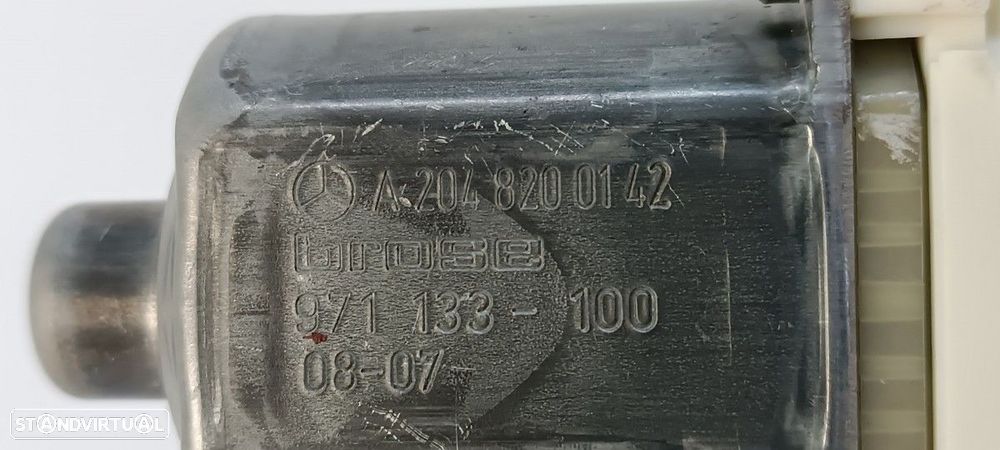 A 204 820 01 42
brose
971 133 - 100
08-07
STANDVIRTUAL